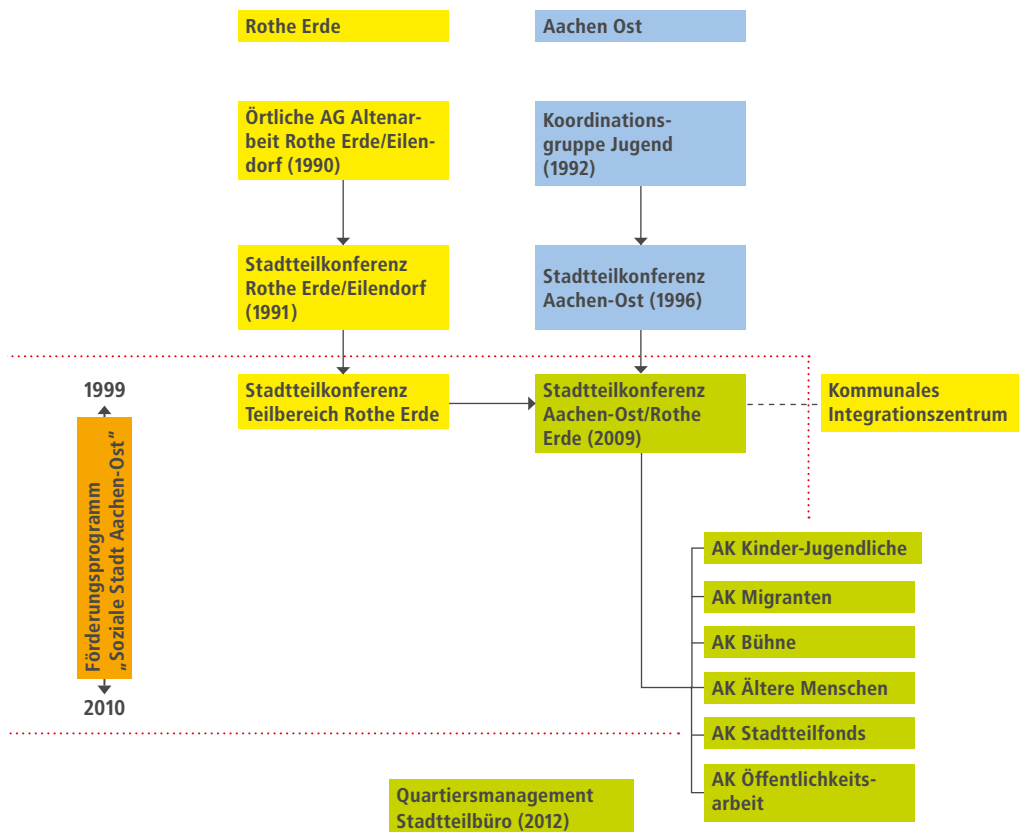 Rothe Erde
Aachen Ost
Örtliche AG Altenar-
beit Rothe Erde/Eilen-
dorf (1990)
Koordinations-
gruppe Jugend
(1992)
Stadtteilkonferenz
Rothe Erde/Eilendorf
(1991)
Stadtteilkonferenz
Aachen-Ost (1996)
1999
Förderungsprogramm
„Soziale Stadt Aachen-Ost“
2010
Stadtteilkonferenz
Teilbereich Rothe Erde
Stadtteilkonferenz
Aachen-Ost/Rothe
Erde (2009)
Kommunales
Integrationszentrum
AK Kinder-Jugendliche
AK Migranten
AK Bühne
AK Ältere Menschen
AK Stadtteilfonds
AK Öffentlichkeits-
arbeit
Quartiersmanagement
Stadtteilbüro (2012)